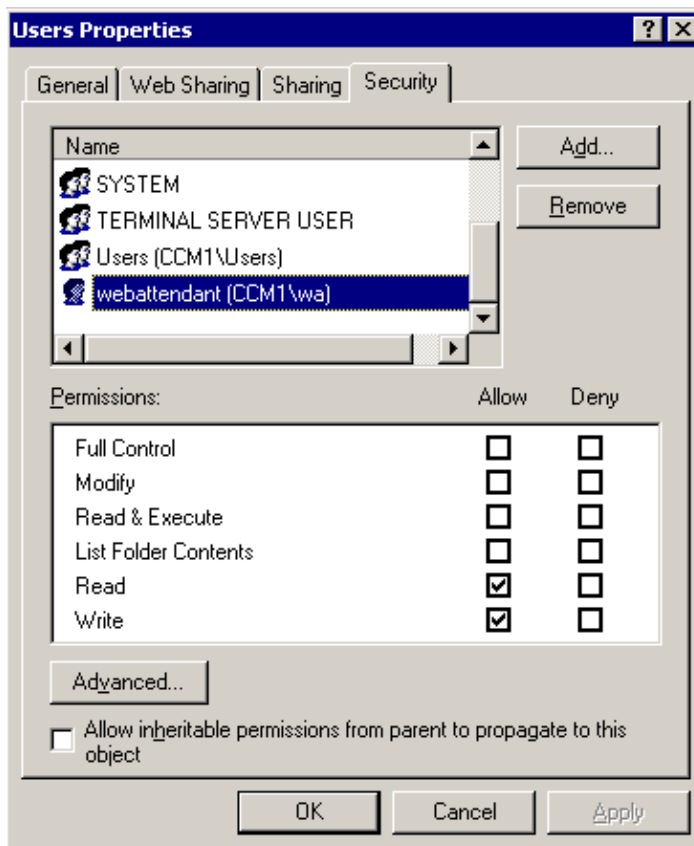 Users Properties
General Web Sharing Sharing Security
Name
SYSTEM
TERMINAL SERVER USER
Users (CCM1\Users)
webattendant (CCM1\wa)
Add...
Remove
Permissions: Allow Deny
Full Control
Modify
Read & Execute
List Folder Contents
Read
Write
Advanced...
Allow inheritable permissions from parent to propagate to this
object
OK Cancel Apply